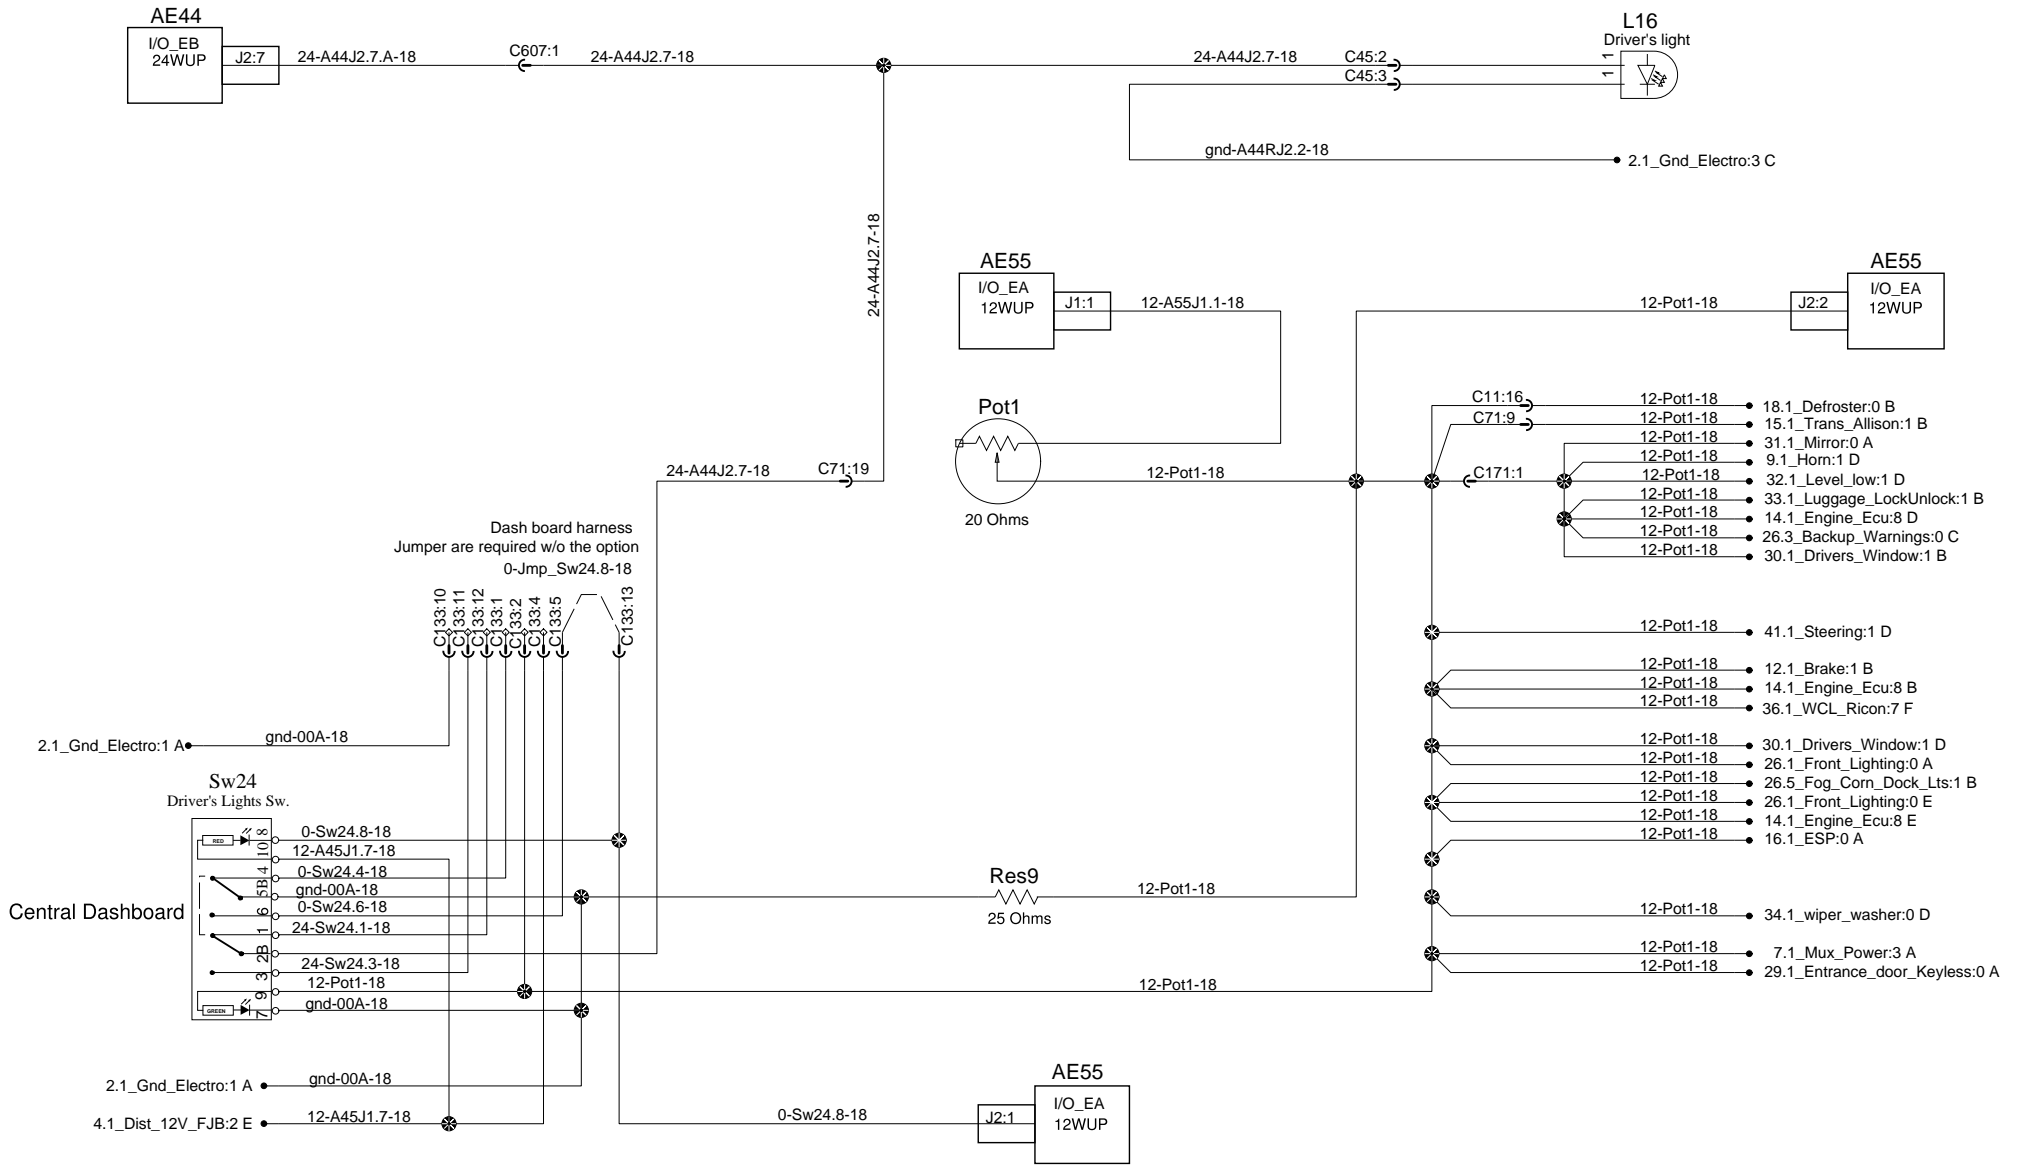 AE44
I/O_EB
24WUP
J2:7
24-A44J2.7.A-18
C607:1
24-A44J2.7-18
24-A44J2.7-18
C45:2
C45:3
L16
Driver's light
1
1
gnd-A44RJ2.2-18
2.1_Gnd_Electro:3 C
24-A44J2.7-18
AE55
I/O_EA
12WUP
J1:1
12-A55J1.1-18
AE55
I/O_EA
12WUP
J2:2
12-Pot1-18
Pot1
20 Ohms
12-Pot1-18
24-A44J2.7-18
C71:19
C11:16
C71:9
C171:1
12-Pot1-18 18.1_Defroster:0 B
12-Pot1-18 15.1_Trans_Allison:1 B
12-Pot1-18 31.1_Mirror:0 A
12-Pot1-18 9.1_Horn:1 D
12-Pot1-18 32.1_Level_low:1 D
12-Pot1-18 33.1_Luggage_LockUnlock:1 B
12-Pot1-18 14.1_Engine_Ecu:8 D
12-Pot1-18 26.3_Backup_Warnings:0 C
12-Pot1-18 30.1_Drivers_Window:1 B
Dash board harness
Jumper are required w/o the option
0-Jmp_Sw24.8-18
C133:10
C133:11
C133:12
C133:1
C133:2
C133:4
C133:5
C133:13
12-Pot1-18 41.1_Steering:1 D
12-Pot1-18 12.1_Brake:1 B
12-Pot1-18 14.1_Engine_Ecu:8 B
12-Pot1-18 36.1_WCL_Ricon:7 F
12-Pot1-18 30.1_Drivers_Window:1 D
12-Pot1-18 26.1_Front_Lighting:0 A
12-Pot1-18 26.5_Fog_Corn_Dock_Lts:1 B
12-Pot1-18 26.1_Front_Lighting:0 E
12-Pot1-18 14.1_Engine_Ecu:8 E
12-Pot1-18 16.1_ESP:0 A
12-Pot1-18 34.1_wiper_washer:0 D
12-Pot1-18 7.1_Mux_Power:3 A
12-Pot1-18 29.1_Entrance_door_Keyless:0 A
2.1_Gnd_Electro:1 A
gnd-00A-18
Sw24
Driver's Lights Sw.
Central Dashboard
RED
8 0-Sw24.8-18
10 12-A45J1.7-18
4 0-Sw24.4-18
5B gnd-00A-18
6 0-Sw24.6-18
1 24-Sw24.1-18
2B
3 24-Sw24.3-18
9 12-Pot1-18
GREEN
7 gnd-00A-18
Res9
25 Ohms
12-Pot1-18
12-Pot1-18
2.1_Gnd_Electro:1 A
gnd-00A-18
4.1_Dist_12V_FJB:2 E
12-A45J1.7-18
0-Sw24.8-18
AE55
I/O_EA
12WUP
J2:1